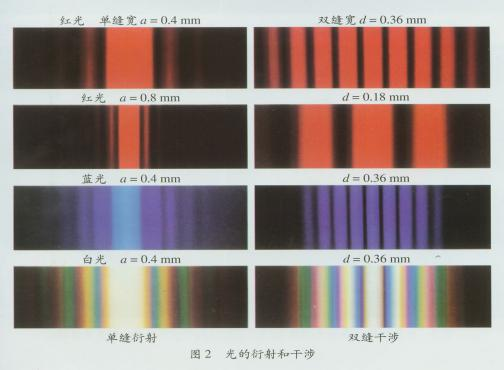 红光 单缝宽 a = 0.4 mm
双缝宽 d = 0.36 mm
红光 a = 0.8 mm
d = 0.18 mm
蓝光 a = 0.4 mm
d = 0.36 mm
白光 a = 0.4 mm
d = 0.36 mm
单缝衍射
双缝干涉
图 2 光的衍射和干涉